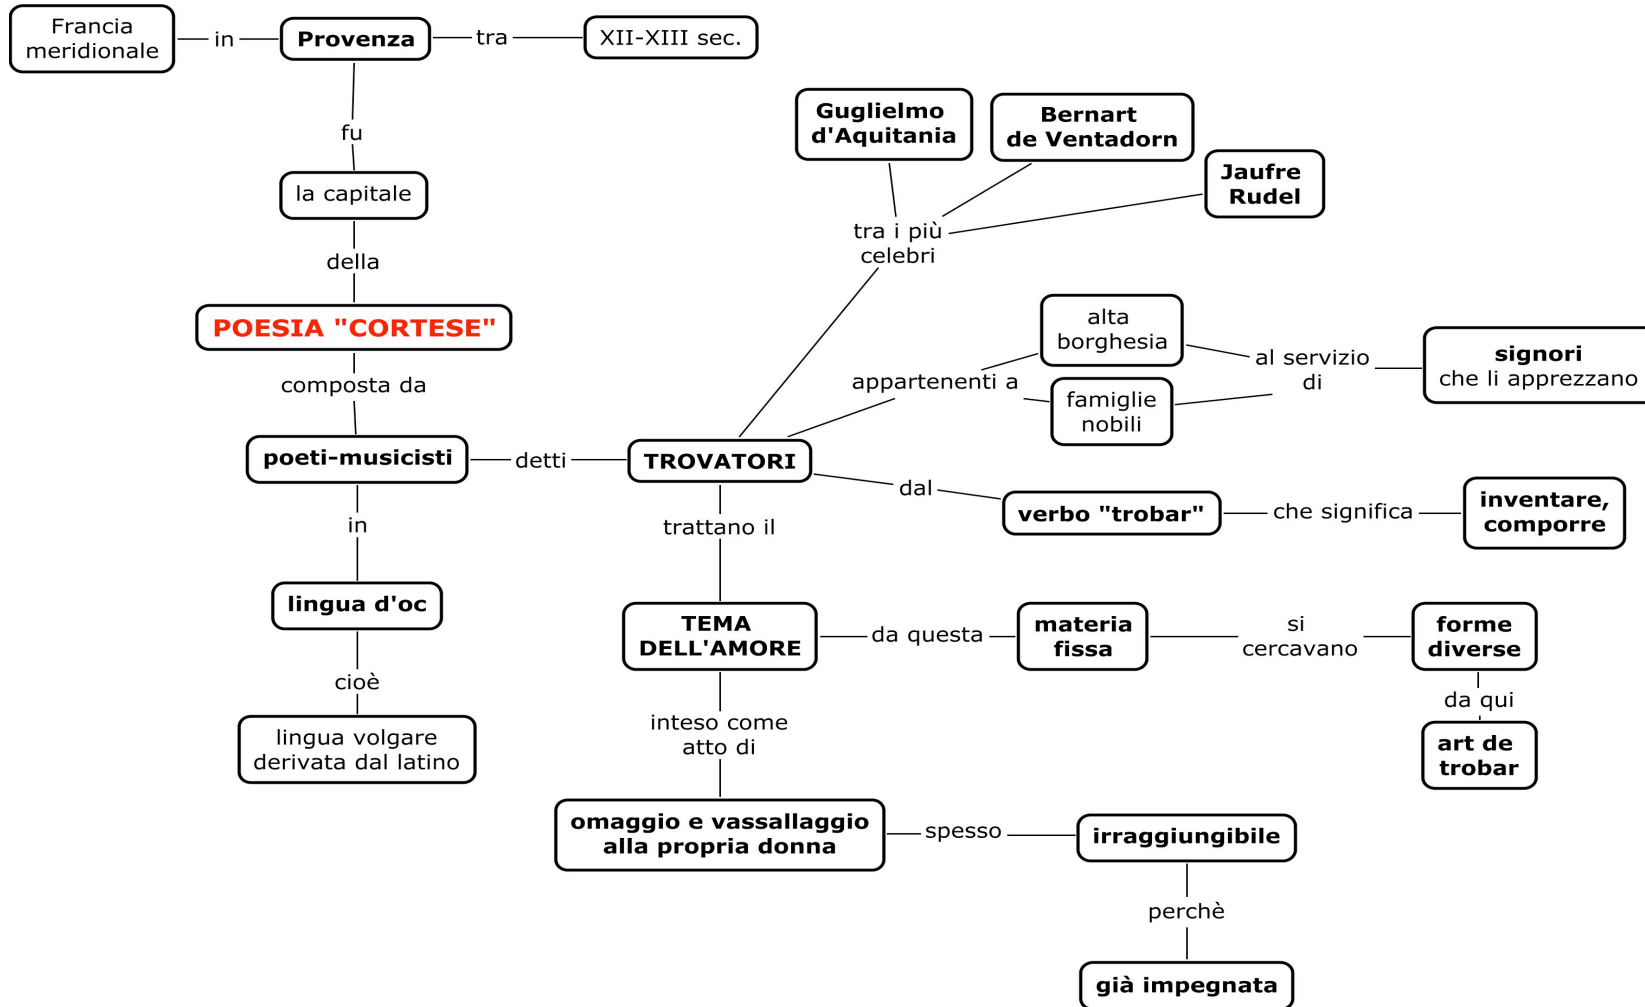 Francia
meridionale
in
Provenza
tra
XII-XIII sec.
fu
la capitale
della
POESIA "CORTESE"
composta da
poeti-musicisti
detti
TROVATORI
in
lingua d'oc
cioè
lingua volgare
derivata dal latino
tra i più
celebri
Guglielmo
d'Aquitania
Bernart
de Ventadorn
Jaufre
Rudel
appartenenti a
alta
borghesia
famiglie
nobili
al servizio
di
signori
che li apprezzano
dal
verbo "trobar"
che significa
inventare,
comporre
trattano il
TEMA
DELL'AMORE
da questa
materia
fissa
si
cercavano
forme
diverse
da qui
art de
trobar
inteso come
atto di
omaggio e vassallaggio
alla propria donna
spesso
irraggiungibile
perchè
già impegnata